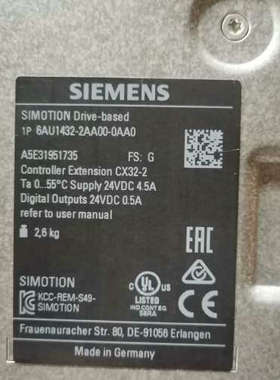 SIEMENS
SIMOTION Drive-based
1P 6AU1432-2AA00-0AA0
A5E31951735 FS: G
Controller Extension CX32-2
Ta 0..55°C Supply 24VDC 4.5A
Digital Outputs 24VDC 0.5A
refer to user manual
2,6 kg
EAC
SIMOTION
KCC-REM-S49-
SIMOTION
c UL US
LISTED
IND.CONT.EQ.
Frauenauracher Str. 80, DE-91056 Erlangen
Made in Germany